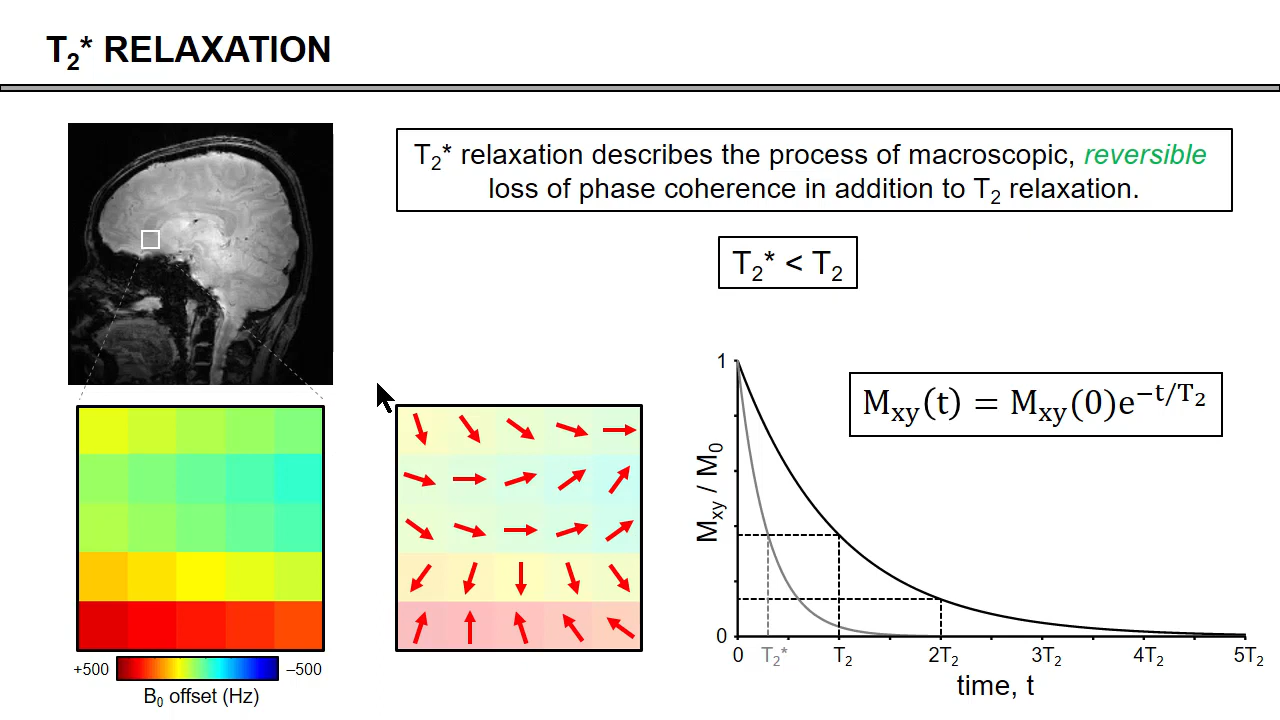 T₂* RELAXATION
T₂* relaxation describes the process of macroscopic, reversible
loss of phase coherence in addition to T₂ relaxation.
T₂* < T₂
Mxy(t) = Mxy(0)e^−t/T₂
1
Mxy / M₀
0
0 T₂* T₂ 2T₂ 3T₂ 4T₂ 5T₂
time, t
+500 –500
B₀ offset (Hz)